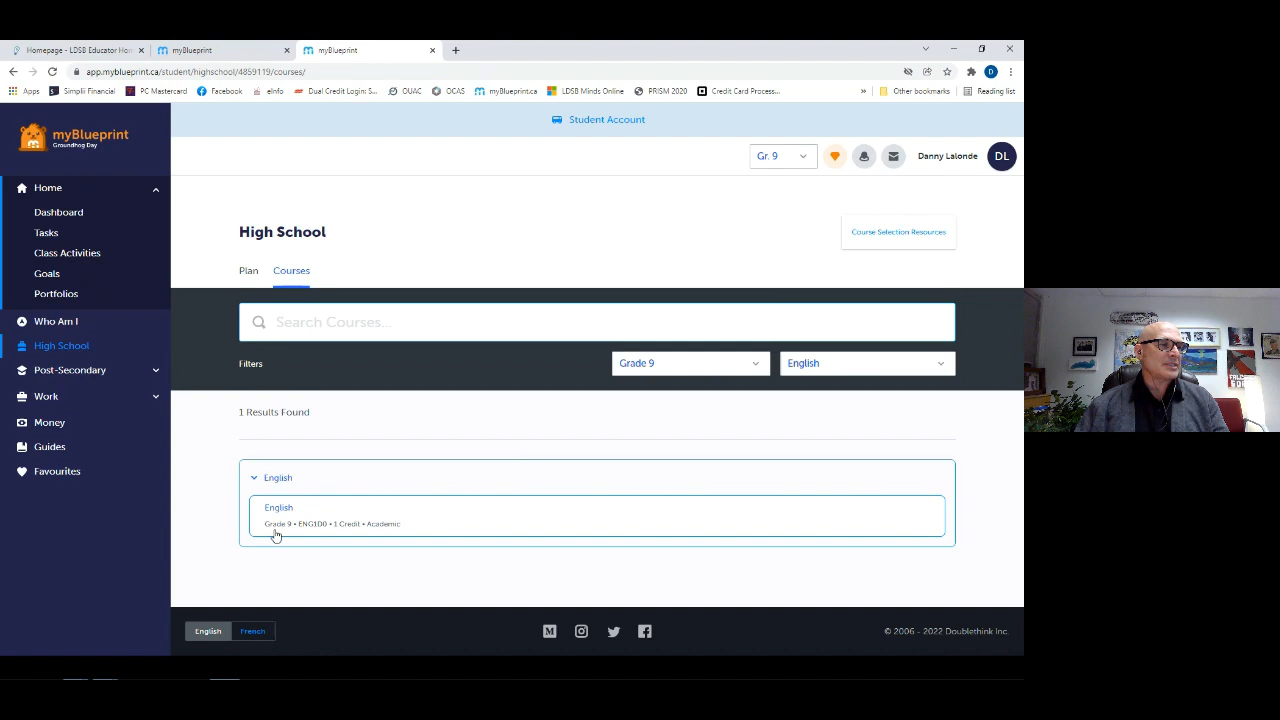 Homepage - LDSB Educator Hom
myBlueprint
myBlueprint
app.myblueprint.ca/student/highschool/4859119/courses/
Apps
Simplii Financial
PC Mastercard
Facebook
eInfo
Dual Credit Login: S...
OUAC
OCAS
myBlueprint.ca
LDSB Minds Online
PRISM 2020
Credit Card Process...
»
Other bookmarks
Reading list
myBlueprint
Groundhog Day
Student Account
Gr. 9
Danny Lalonde
DL
Home
Dashboard
Tasks
Class Activities
Goals
Portfolios
Who Am I
High School
Post-Secondary
Work
Money
Guides
Favourites
High School
Course Selection Resources
Plan
Courses
Search Courses...
Filters
Grade 9
English
1 Results Found
English
English
Grade 9 • ENG1D0 • 1 Credit • Academic
English
French
© 2006 - 2022 Doublethink Inc.